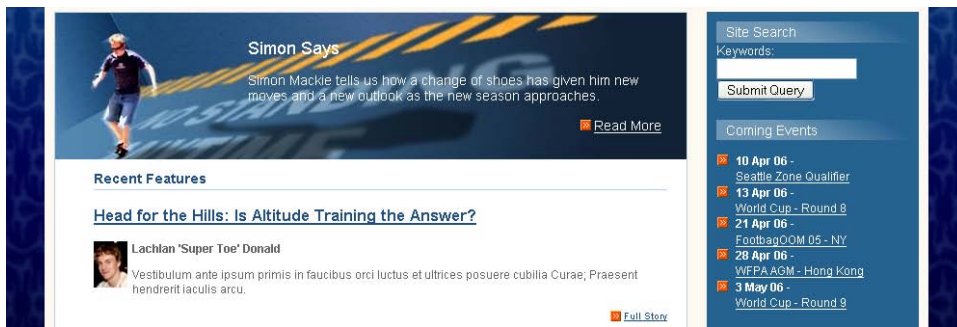 Simon Says
Simon Mackie tells us how a change of shoes has given him new
moves and a new outlook as the new season approaches.
Read More
Recent Features
Head for the Hills: Is Altitude Training the Answer?
Lachlan 'Super Toe' Donald
Vestibulum ante ipsum primis in faucibus orci luctus et ultrices posuere cubilia Curae; Praesent
hendrerit iaculis arcu.
Full Story
Site Search
Keywords:
Submit Query
Coming Events
10 Apr 06 -
Seattle Zone Qualifier
13 Apr 06 -
World Cup - Round 8
21 Apr 06 -
FootbagOOM 05 - NY
28 Apr 06 -
WFPA AGM - Hong Kong
3 May 06 -
World Cup - Round 9